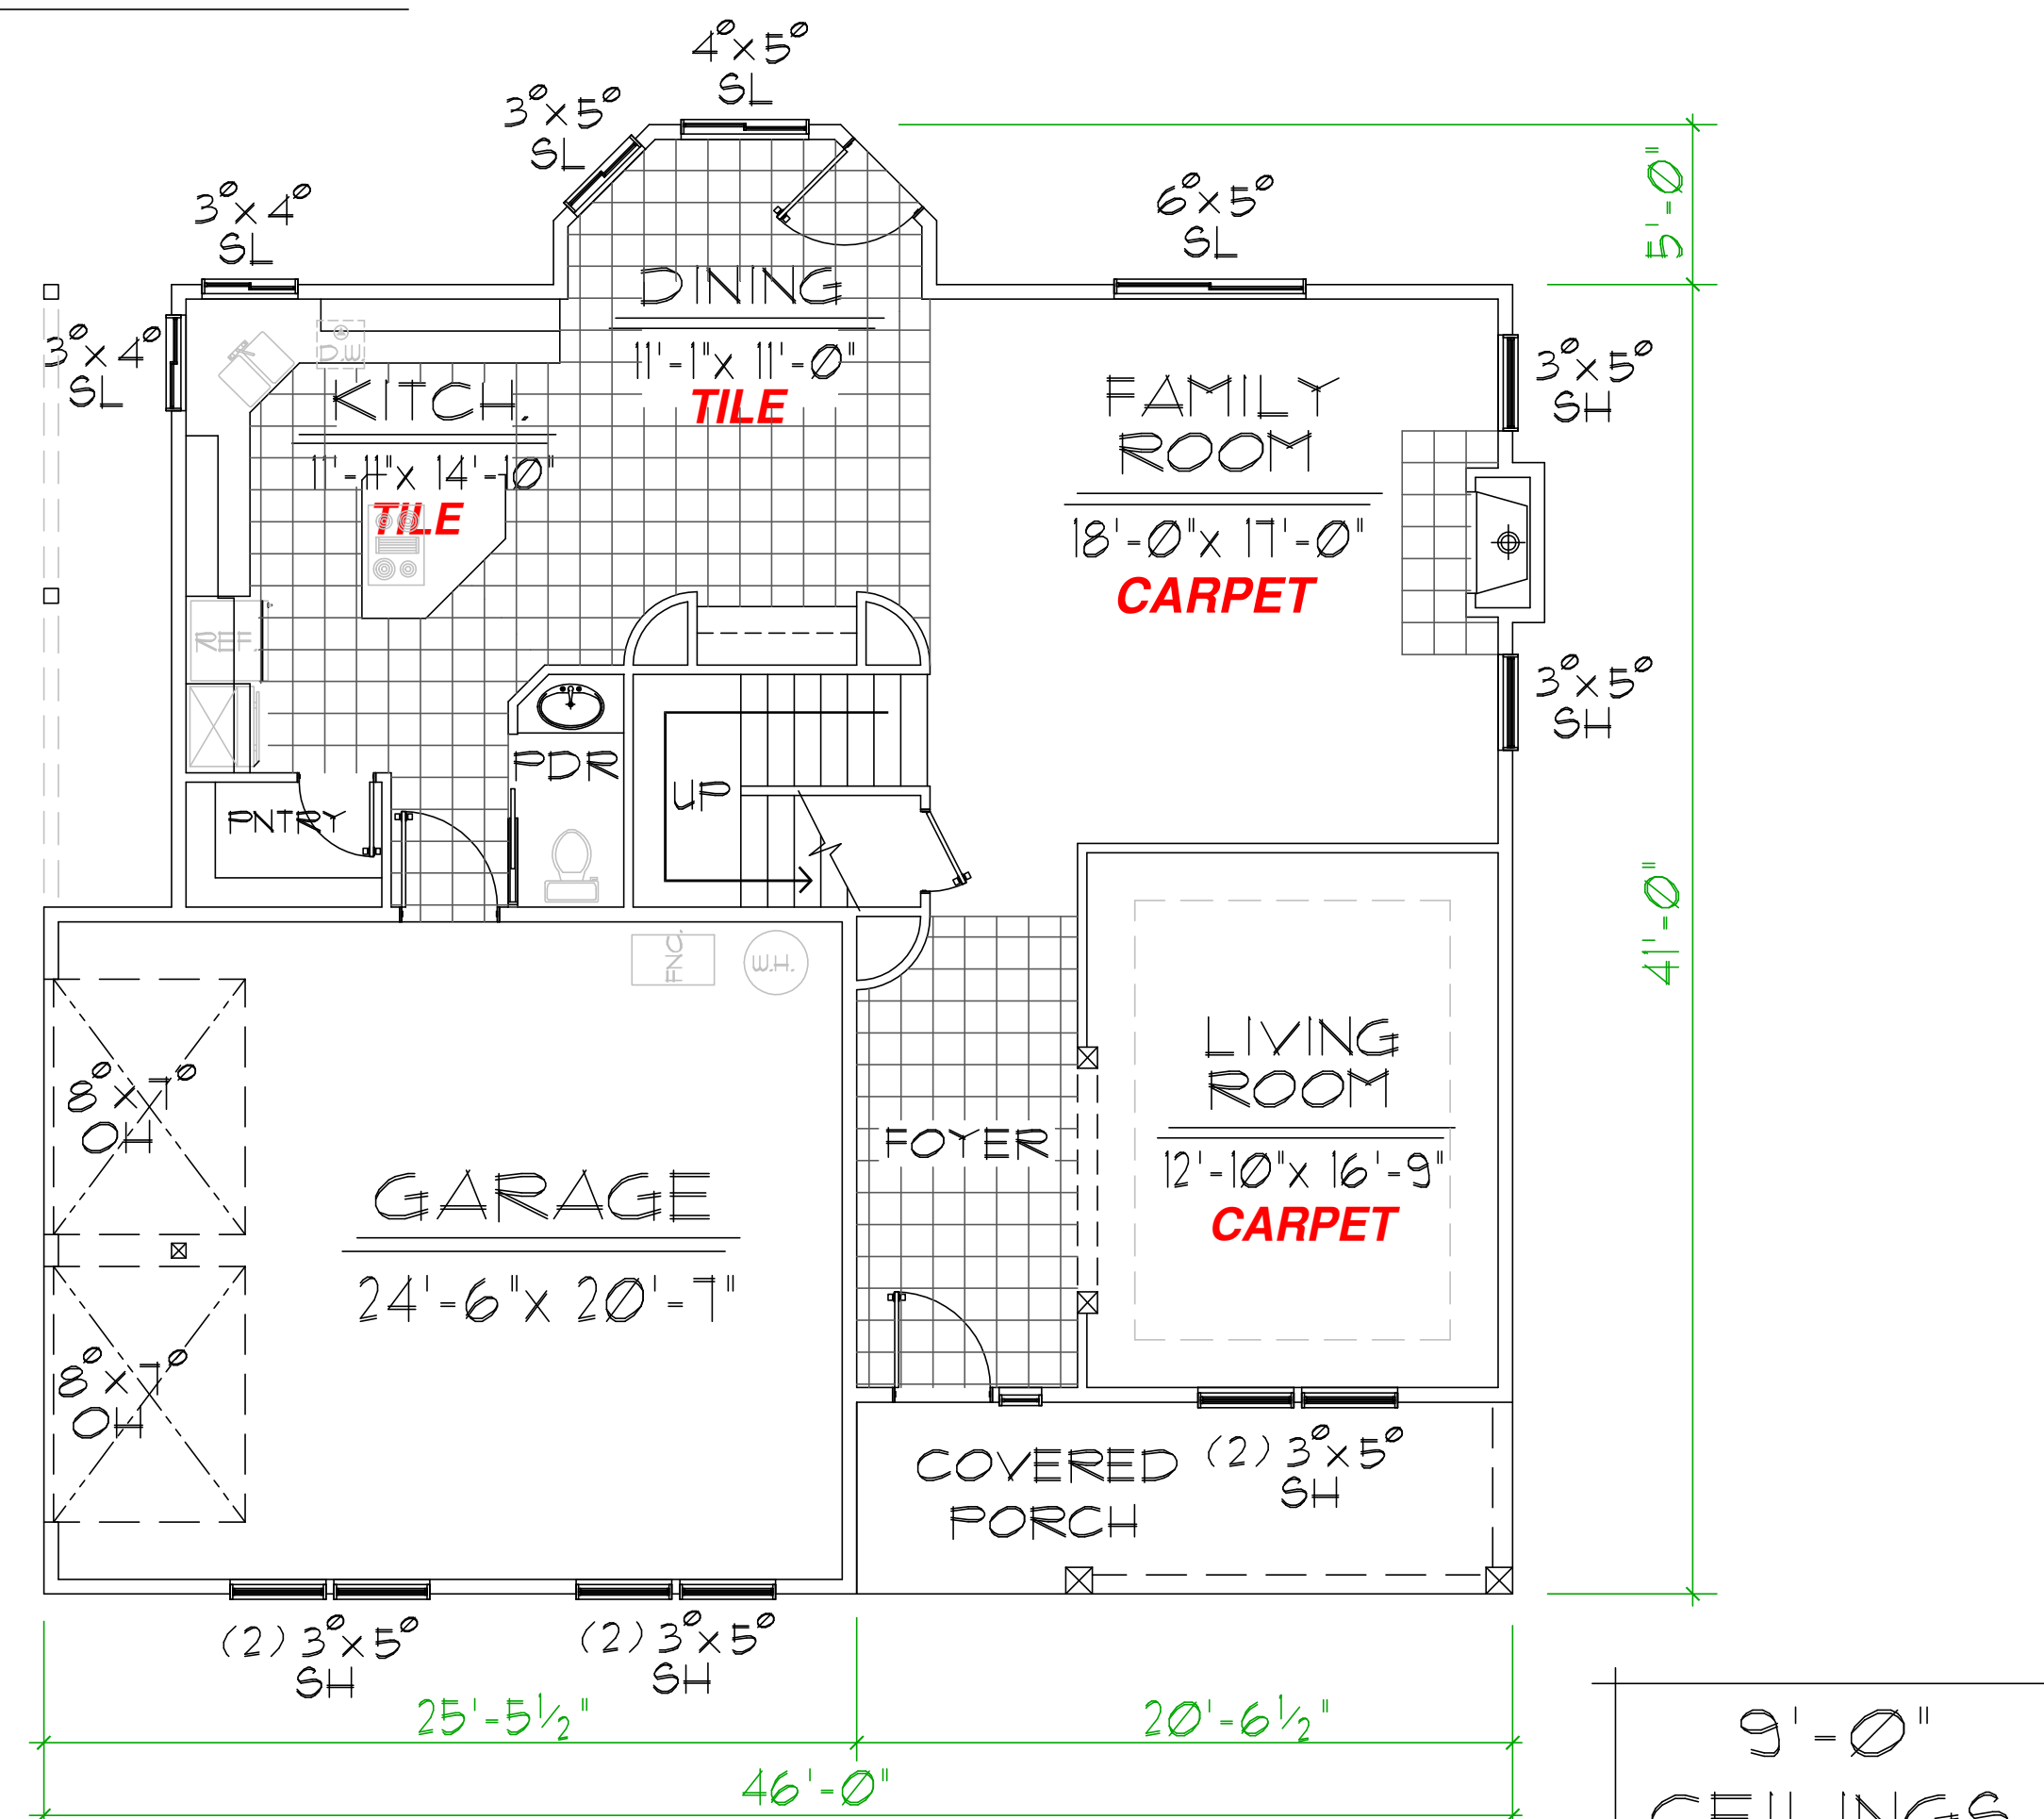 4⁰x5⁰
SL
3⁰x5⁰
SL
3⁰x4⁰
SL
6⁰x5⁰
SL
5'-0"
3⁰x4⁰
SL
D.W.
DINING
11'-1"x 11'-0"
TILE
KITCH.
11'-11"x 14'-10"
TILE
FAMILY
ROOM
18'-0"x 17'-0"
CARPET
3⁰x5⁰
SH
REF.
3⁰x5⁰
SH
PDR
UP
PNTRY
41'-0"
FNC.
W.H.
8⁰x7⁰
OH
LIVING
ROOM
12'-10"x 16'-9"
CARPET
FOYER
GARAGE
24'-6"x 20'-7"
8⁰x7⁰
OH
COVERED
PORCH
(2) 3⁰x5⁰
SH
(2) 3⁰x5⁰
SH
(2) 3⁰x5⁰
SH
25'-5½"
20'-6½"
46'-0"
9'-0"
CEILINGS